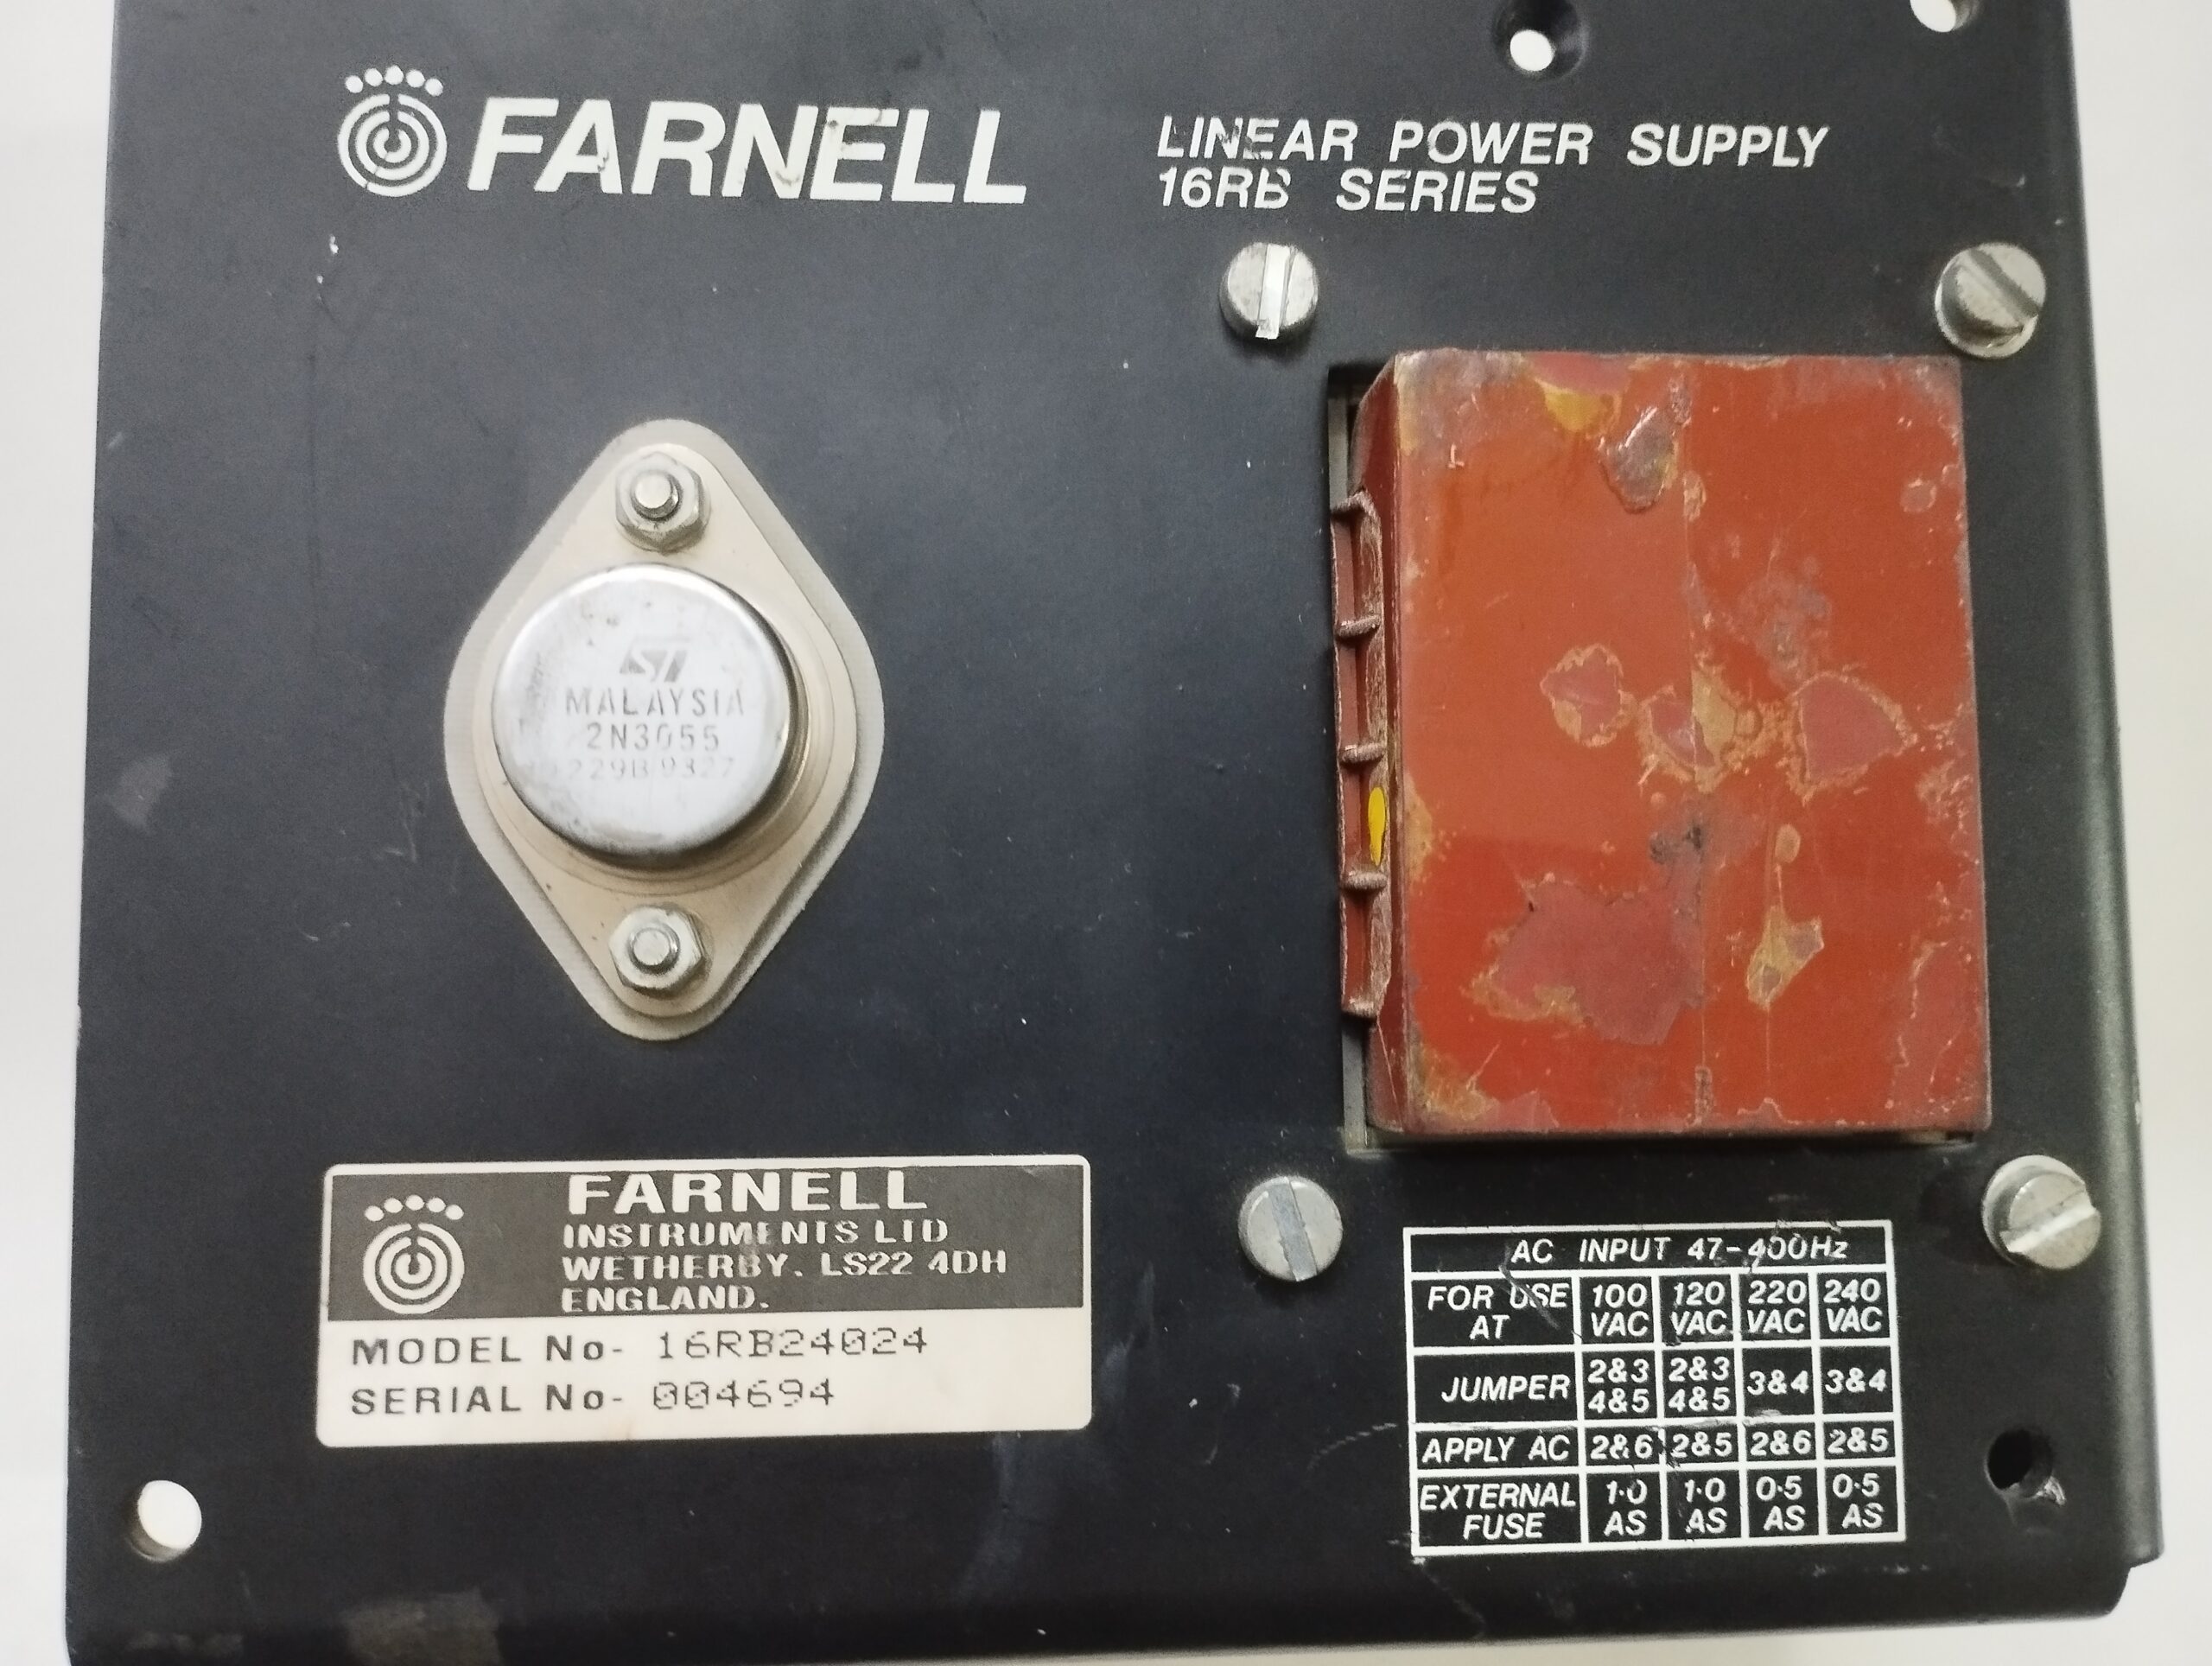 FARNELL
LINEAR POWER SUPPLY
16RB SERIES
ST
MALAYSIA
2N3055
229B 9327
FARNELL
INSTRUMENTS LTD
WETHERBY. LS22 4DH
ENGLAND.
MODEL No- 16RB24024
SERIAL No- 004694
AC INPUT 47-400Hz
FOR USE AT 100 VAC 120 VAC 220 VAC 240 VAC
JUMPER 2&3 4&5 2&3 4&5 3&4 3&4
APPLY AC 2&6 2&5 2&6 2&5
EXTERNAL FUSE 1·0 AS 1·0 AS 0·5 AS 0·5 AS